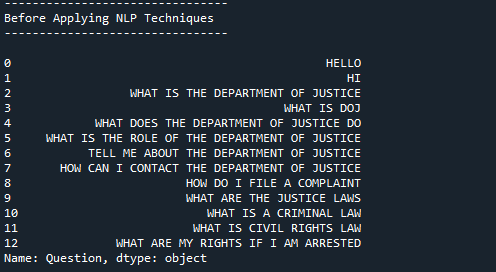 ---------------------------------
Before Applying NLP Techniques
---------------------------------
0 HELLO
1 HI
2 WHAT IS THE DEPARTMENT OF JUSTICE
3 WHAT IS DOJ
4 WHAT DOES THE DEPARTMENT OF JUSTICE DO
5 WHAT IS THE ROLE OF THE DEPARTMENT OF JUSTICE
6 TELL ME ABOUT THE DEPARTMENT OF JUSTICE
7 HOW CAN I CONTACT THE DEPARTMENT OF JUSTICE
8 HOW DO I FILE A COMPLAINT
9 WHAT ARE THE JUSTICE LAWS
10 WHAT IS A CRIMINAL LAW
11 WHAT IS CIVIL RIGHTS LAW
12 WHAT ARE MY RIGHTS IF I AM ARRESTED
Name: Question, dtype: object